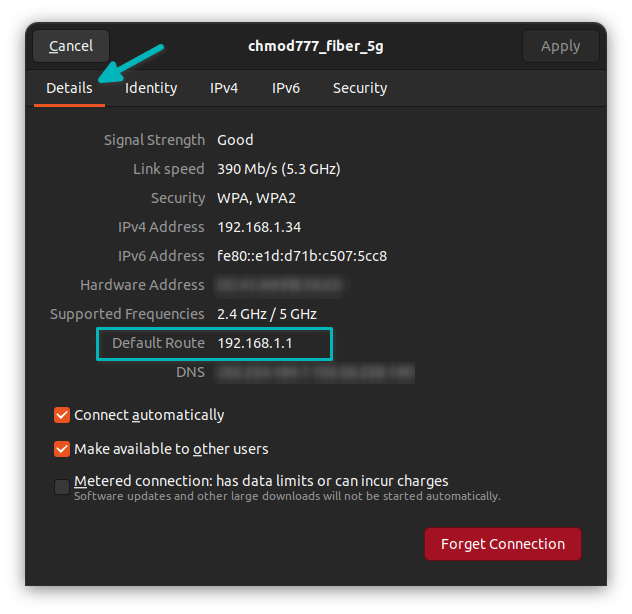 Cancel chmod777_fiber_5g Apply
Details Identity IPv4 IPv6 Security
Signal Strength Good
Link speed 390 Mb/s (5.3 GHz)
Security WPA, WPA2
IPv4 Address 192.168.1.34
IPv6 Address fe80::e1d:d71b:c507:5cc8
Hardware Address
Supported Frequencies 2.4 GHz / 5 GHz
Default Route 192.168.1.1
DNS
Connect automatically
Make available to other users
Metered connection: has data limits or can incur charges
Software updates and other large downloads will not be started automatically.
Forget Connection